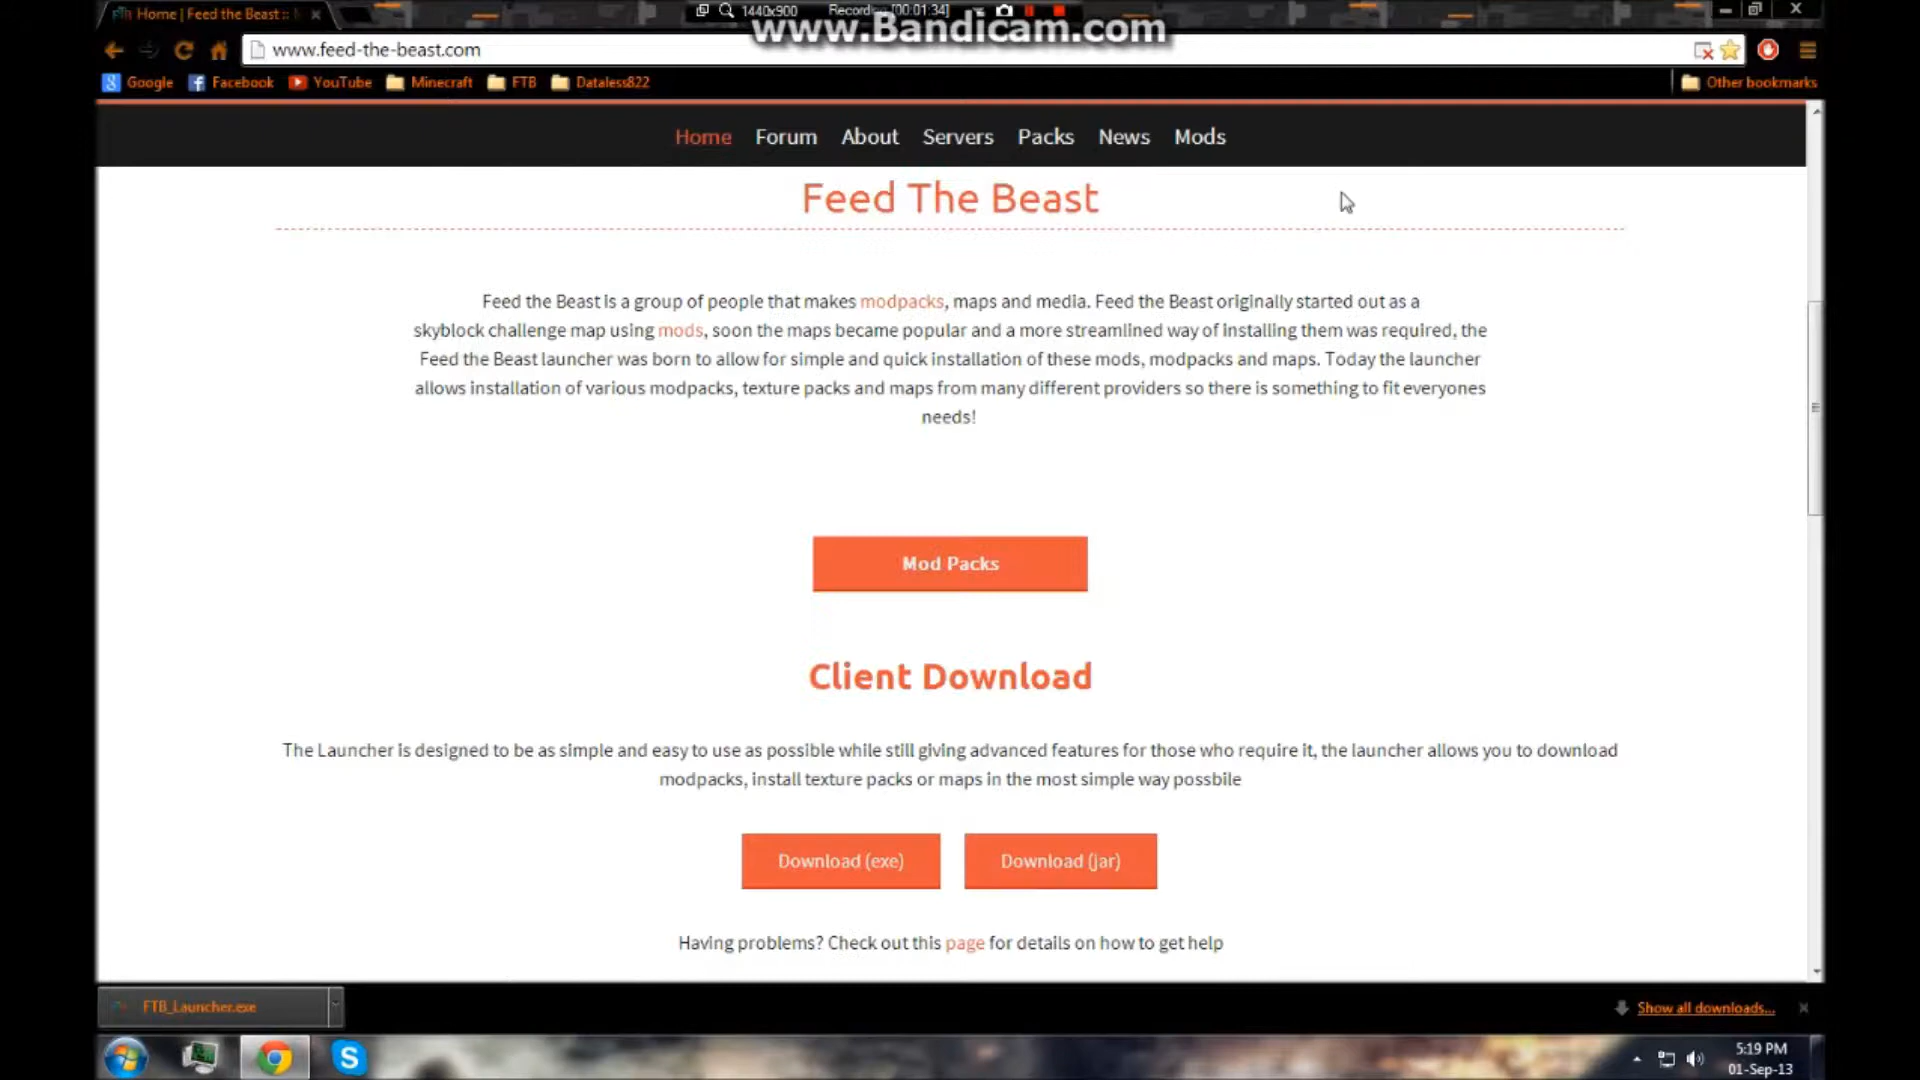 Home | Feed the Beast ::
1440x900
[00:01:34]
www.Bandicam.com
www.feed-the-beast.com
Google
Facebook
YouTube
Minecraft
FTB
Dataless822
Other bookmarks
Home
Forum
About
Servers
Packs
News
Mods
Feed The Beast
Feed the Beast is a group of people that makes modpacks, maps and media. Feed the Beast originally started out as a
skyblock challenge map using mods, soon the maps became popular and a more streamlined way of installing them was required, the
Feed the Beast launcher was born to allow for simple and quick installation of these mods, modpacks and maps. Today the launcher
allows installation of various modpacks, texture packs and maps from many different providers so there is something to fit everyones
needs!
Mod Packs
Client Download
The Launcher is designed to be as simple and easy to use as possible while still giving advanced features for those who require it, the launcher allows you to download
modpacks, install texture packs or maps in the most simple way possbile
Download (exe)
Download (jar)
Having problems? Check out this page for details on how to get help
FTB_Launcher.exe
Show all downloads...
5:19 PM
01-Sep-13